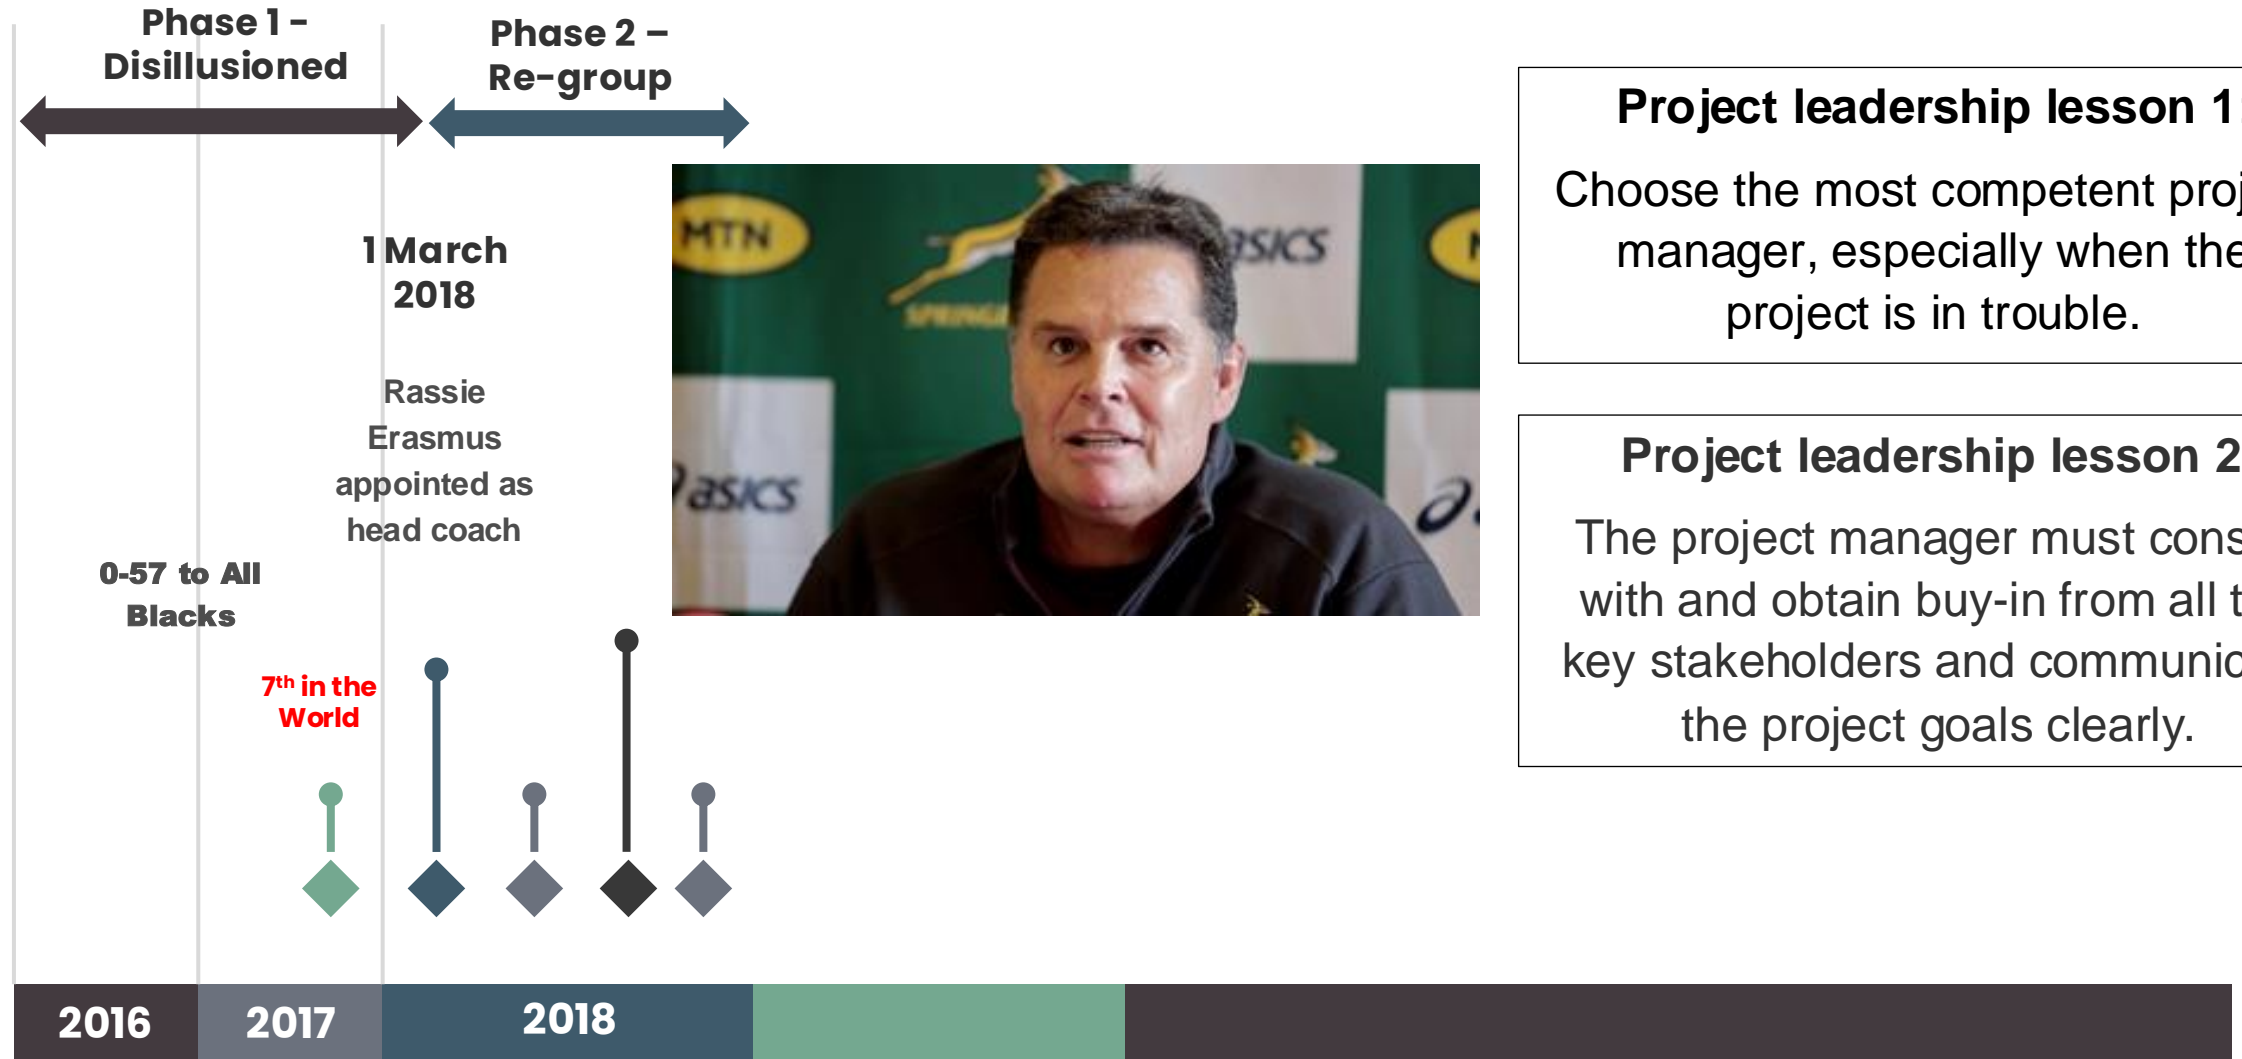 Phase 1 -
Disillusioned
Phase 2 –
Re-group
1 March
2018
Rassie
Erasmus
appointed as
head coach
0-57 to All
Blacks
7th in the
World
MTN
asics
asics
Project leadership lesson 1:
Choose the most competent proj
manager, especially when the
project is in trouble.
Project leadership lesson 2
The project manager must cons
with and obtain buy-in from all t
key stakeholders and communic
the project goals clearly.
2016
2017
2018